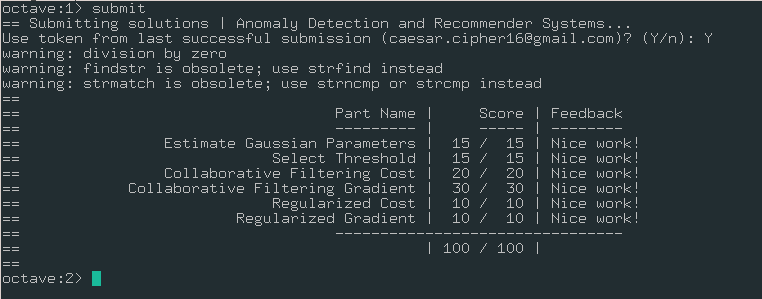 octave:1> submit
== Submitting solutions | Anomaly Detection and Recommender Systems...
Use token from last successful submission (caesar.cipher16@gmail.com)? (Y/n): Y
warning: division by zero
warning: findstr is obsolete; use strfind instead
warning: strmatch is obsolete; use strncmp or strcmp instead
==
==                                   Part Name |     Score | Feedback
==                                   --------- |     ----- | --------
==                Estimate Gaussian Parameters |  15 /  15 | Nice work!
==                            Select Threshold |  15 /  15 | Nice work!
==                Collaborative Filtering Cost |  20 /  20 | Nice work!
==            Collaborative Filtering Gradient |  30 /  30 | Nice work!
==                            Regularized Cost |  10 /  10 | Nice work!
==                        Regularized Gradient |  10 /  10 | Nice work!
==                                   --------------------------------
==                                             | 100 / 100 |
==
octave:2>